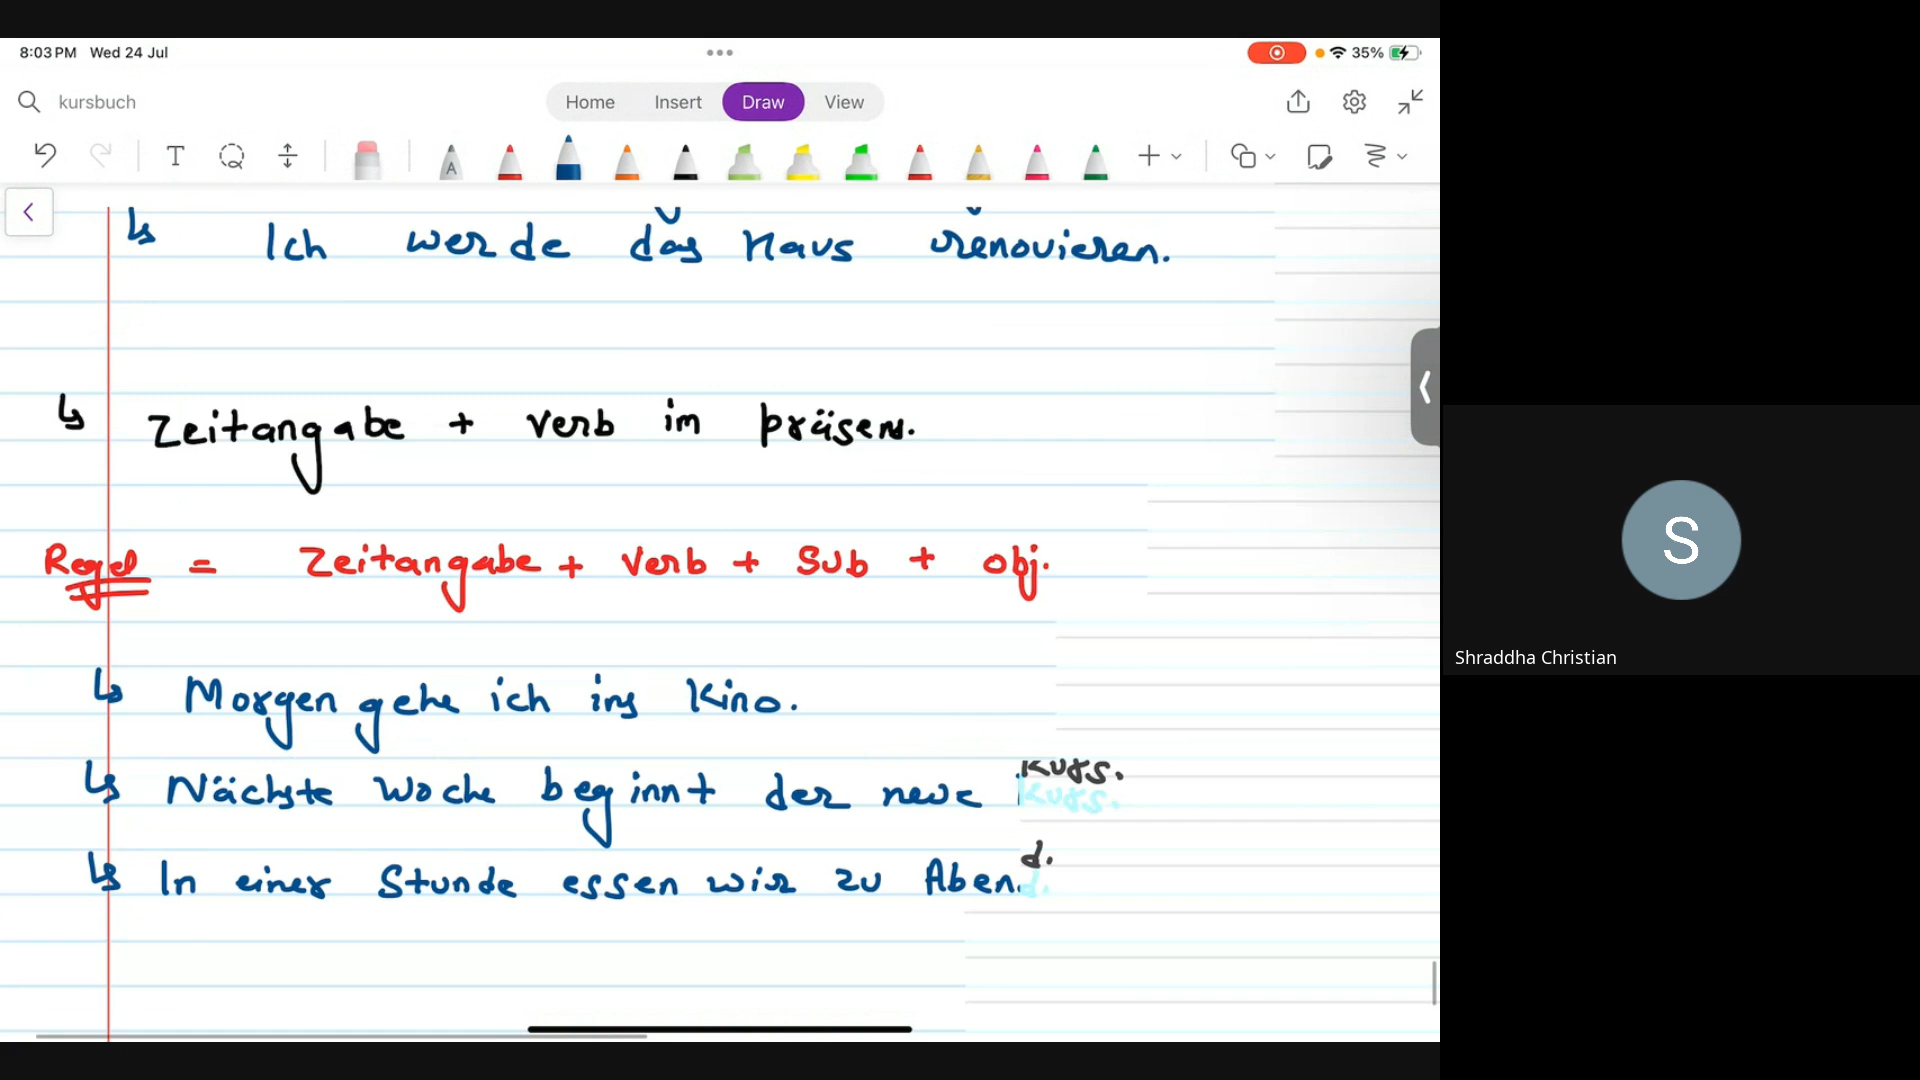 8:03 PM Wed 24 Jul
35%
kursbuch
Home Insert Draw View
Ich werde das Haus renovieren.
Zeitangabe + Verb im präsens.
Regel = Zeitangabe + Verb + Sub + obj.
Morgen gehe ich ins Kino.
Nächste Woche beginnt der neue Kurs.
In einer Stunde essen wir zu Abend.
S
Shraddha Christian